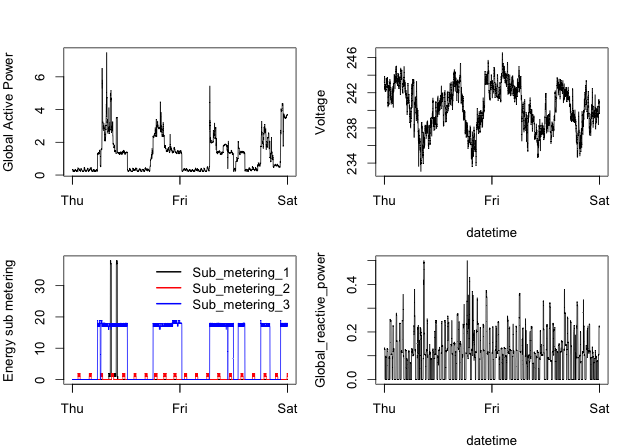 Global Active Power
6
4
2
0
Thu
Fri
Sat
Voltage
246
242
238
234
Thu
Fri
Sat
datetime
Energy sub metering
30
20
10
0
Sub_metering_1
Sub_metering_2
Sub_metering_3
Thu
Fri
Sat
Global_reactive_power
0.4
0.2
0.0
Thu
Fri
Sat
datetime